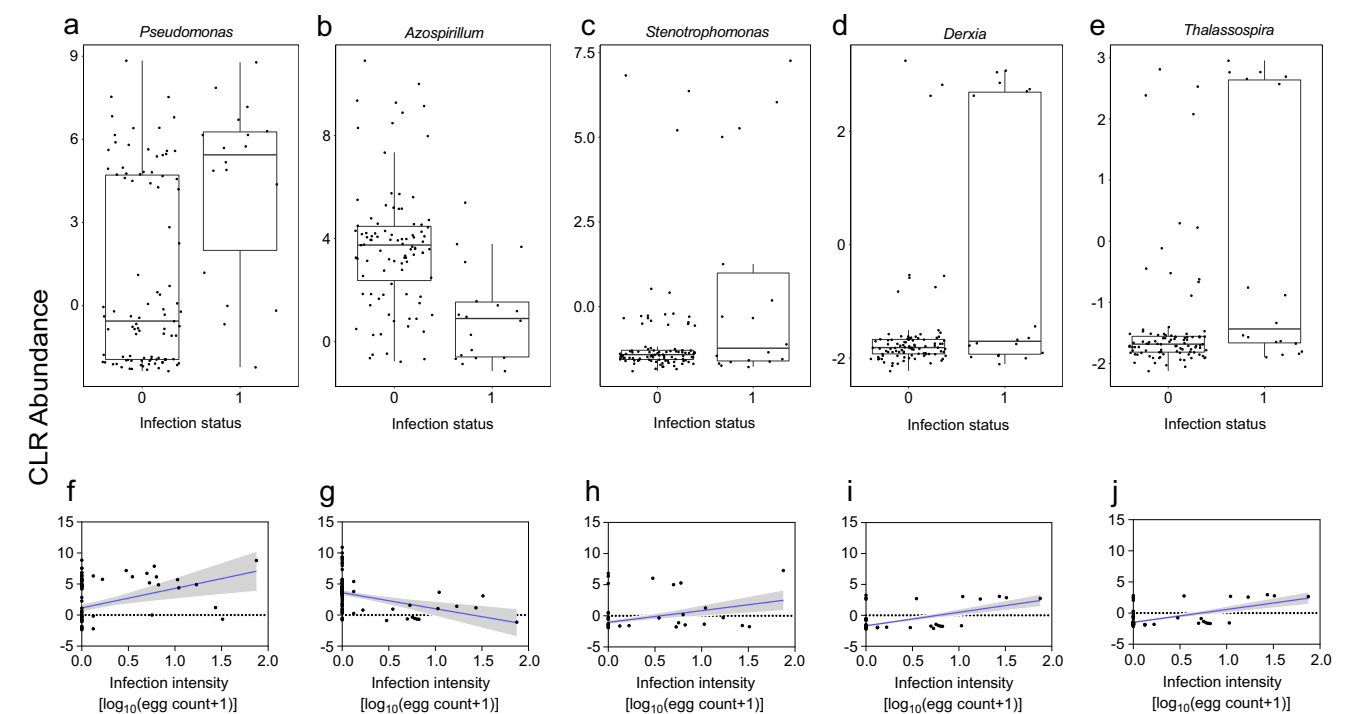 a
Pseudomonas
b
Azospirillum
c
Stenotrophomonas
d
Derxia
e
Thalassospira
9
6
3
0
0
1
Infection status
8
4
0
0
1
Infection status
7.5
5.0
2.5
0.0
0
1
Infection status
2
0
-2
0
1
Infection status
3
2
1
0
-1
-2
0
1
Infection status
CLR Abundance
f
15
10
5
0
-5
0.0
0.5
1.0
1.5
2.0
Infection intensity
[log10(egg count+1)]
g
15
10
5
0
-5
0.0
0.5
1.0
1.5
2.0
Infection intensity
[log10(egg count+1)]
h
15
10
5
0
-5
0.0
0.5
1.0
1.5
2.0
Infection intensity
[log10(egg count+1)]
i
15
10
5
0
-5
0.0
0.5
1.0
1.5
2.0
Infection intensity
[log10(egg count+1)]
j
15
10
5
0
-5
0.0
0.5
1.0
1.5
2.0
Infection intensity
[log10(egg count+1)]